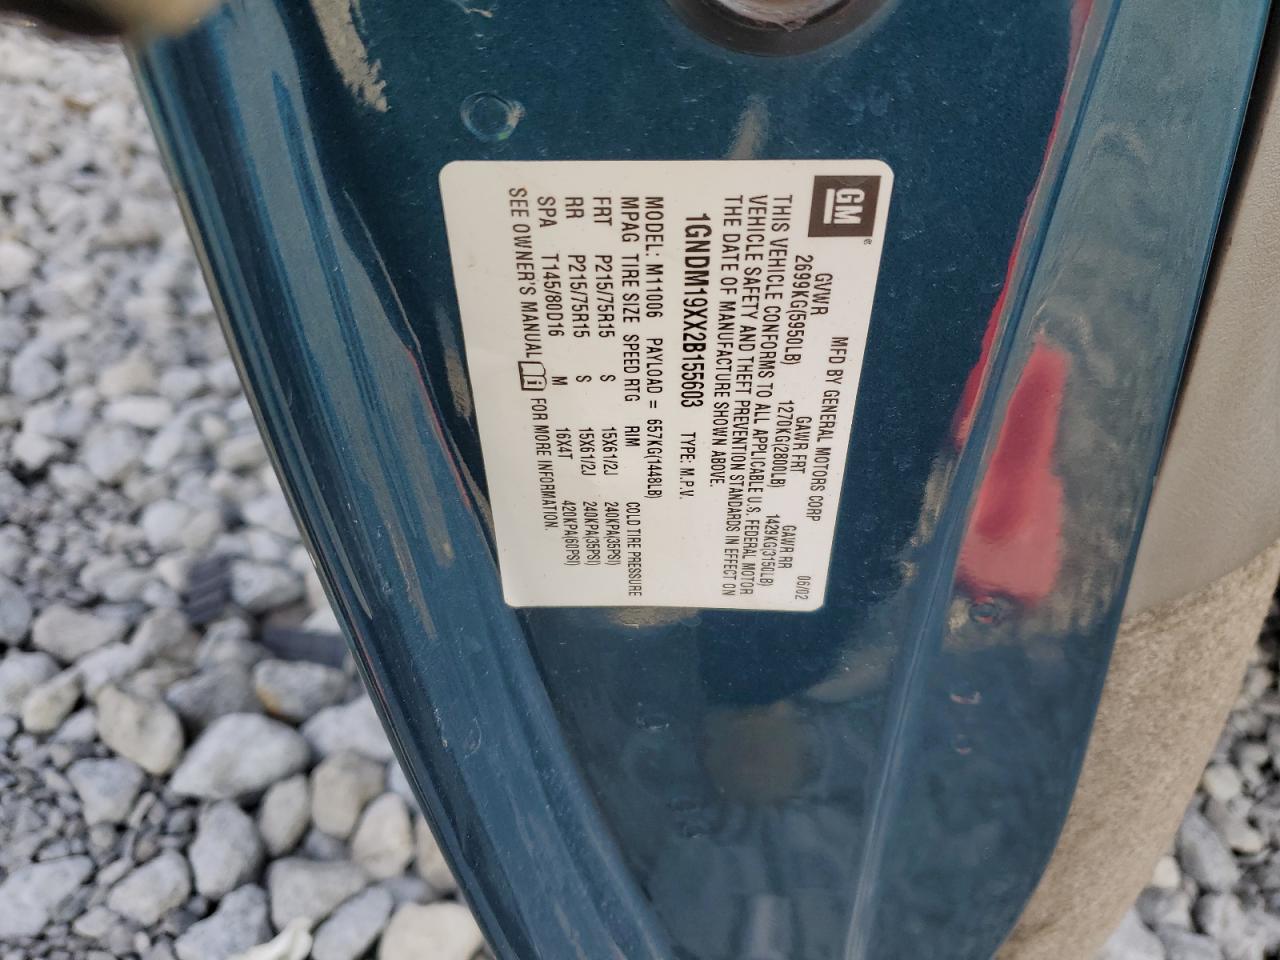 GM ®
MFD BY GENERAL MOTORS CORP 06/02
GVWR GAWR FRT GAWR RR
2699KG(5950LB) 1270KG(2800LB) 1429KG(3150LB)
THIS VEHICLE CONFORMS TO ALL APPLICABLE U.S. FEDERAL MOTOR
VEHICLE SAFETY AND THEFT PREVENTION STANDARDS IN EFFECT ON
THE DATE OF MANUFACTURE SHOWN ABOVE.
1GNDM19XX2B155603 TYPE: M.P.V.
MODEL: M11006 PAYLOAD = 657KG(1448LB)
MPAG TIRE SIZE SPEED RTG RIM COLD TIRE PRESSURE
FRT P215/75R15 S 15X61/2J 240KPA(35PSI)
RR P215/75R15 S 15X61/2J 240KPA(35PSI)
SPA T145/80D16 M 16X4T 420KPA(60PSI)
SEE OWNER'S MANUAL i FOR MORE INFORMATION.